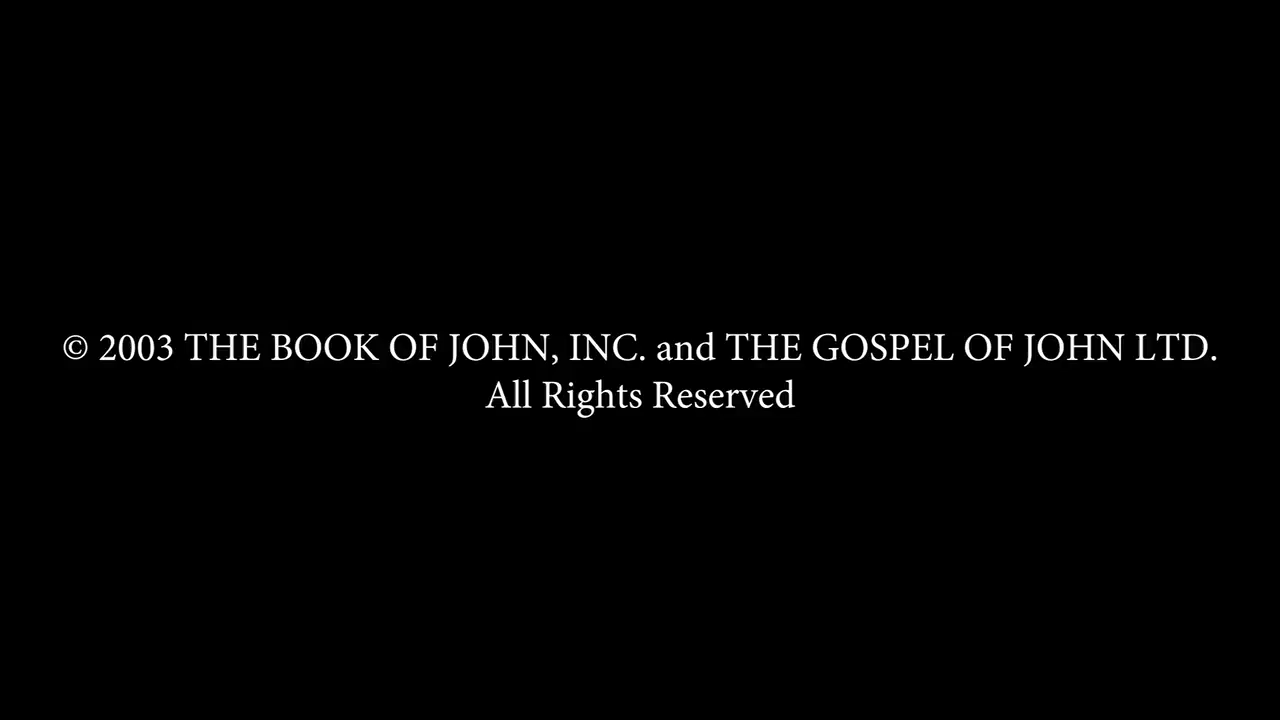 © 2003 THE BOOK OF JOHN, INC. and THE GOSPEL OF JOHN LTD.
All Rights Reserved